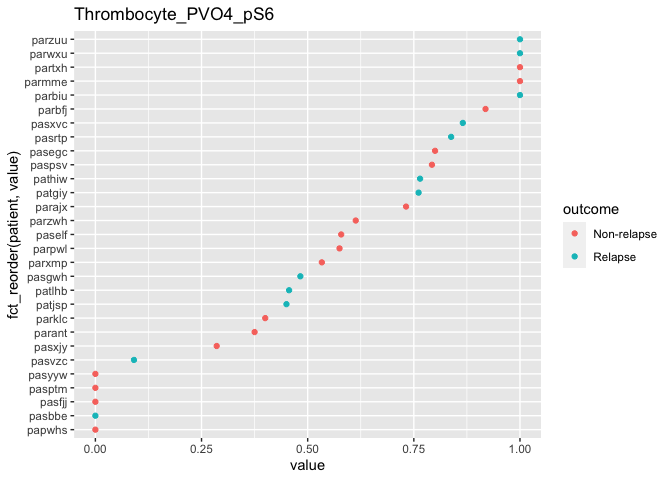 Thrombocyte_PVO4_pS6
fct_reorder(patient, value)
parzuu
parwxu
partxh
parmme
parbiu
parbfj
pasxvc
pasrtp
pasegc
paspsv
pathiw
patgiy
parajx
parzwh
paself
parpwl
parxmp
pasgwh
patlhb
patjsp
parklc
parant
pasxjy
pasvzc
pasyyw
pasptm
pasfjj
pasbbe
papwhs
0.00 0.25 0.50 0.75 1.00
value
outcome
Non-relapse
Relapse